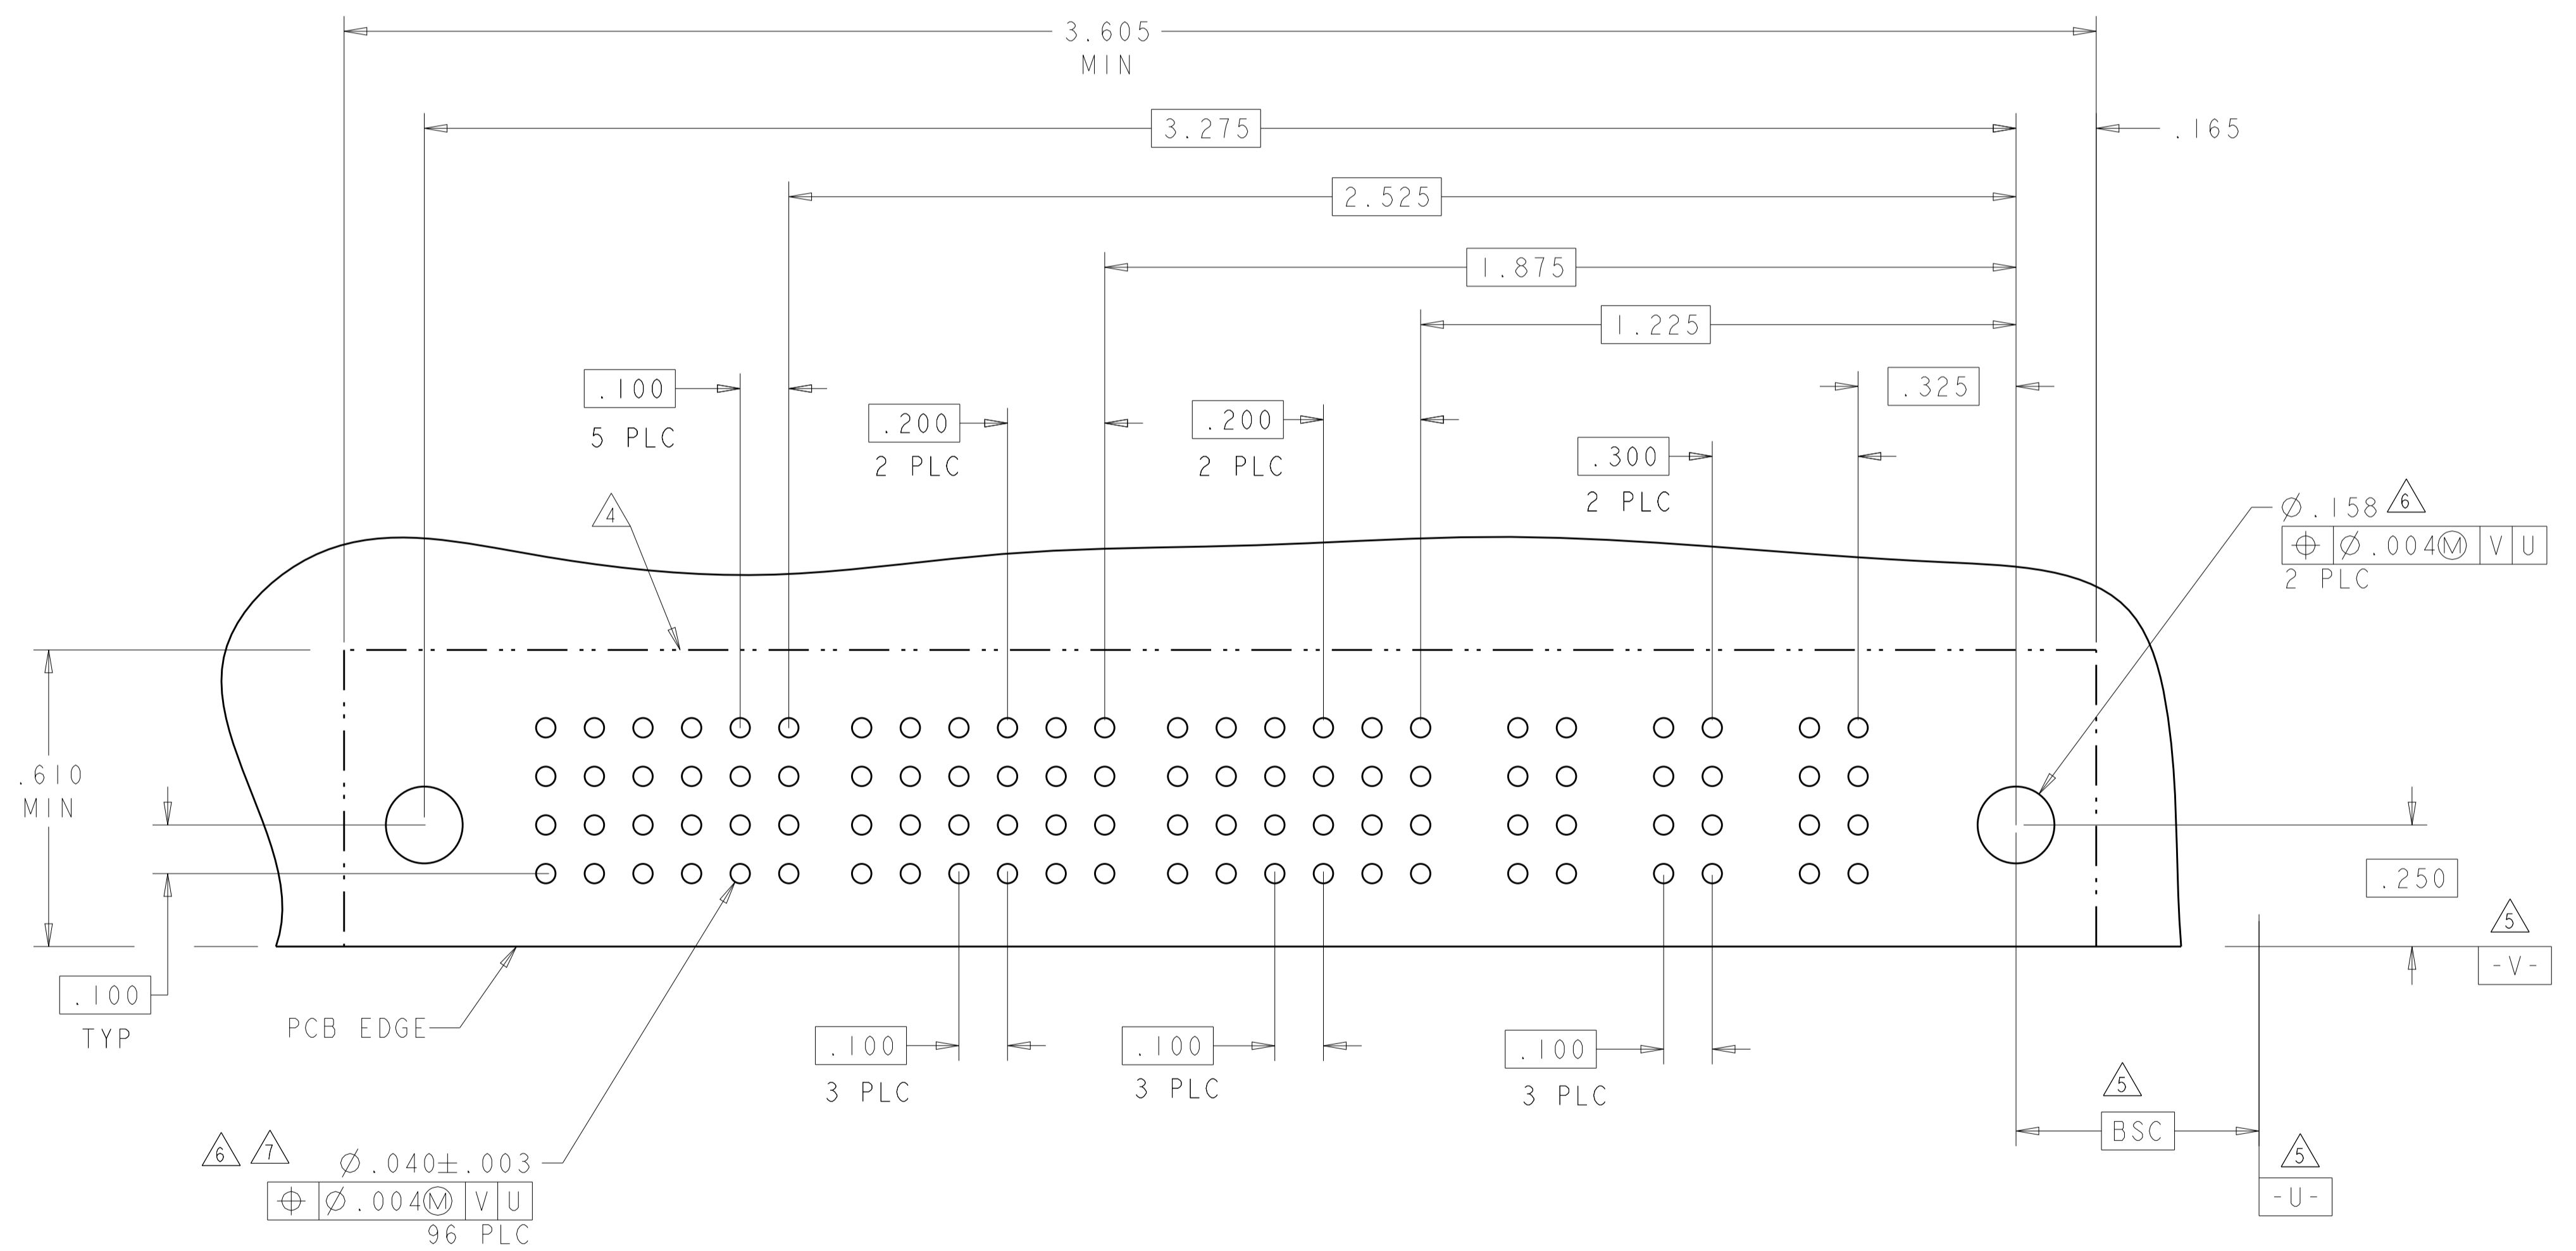 3.605
MIN
3.275
.165
2.525
1.875
1.225
.100
5 PLC
.200
2 PLC
.200
2 PLC
.325
.300
2 PLC
4
Ø.158 6
⌖ Ø.004Ⓜ V U
2 PLC
.610
MIN
.250
5
-V-
.100
TYP
PCB EDGE
.100
3 PLC
.100
3 PLC
.100
3 PLC
5
BSC
5
-U-
6 7 Ø.040±.003
⌖ Ø.004Ⓜ V U
96 PLC